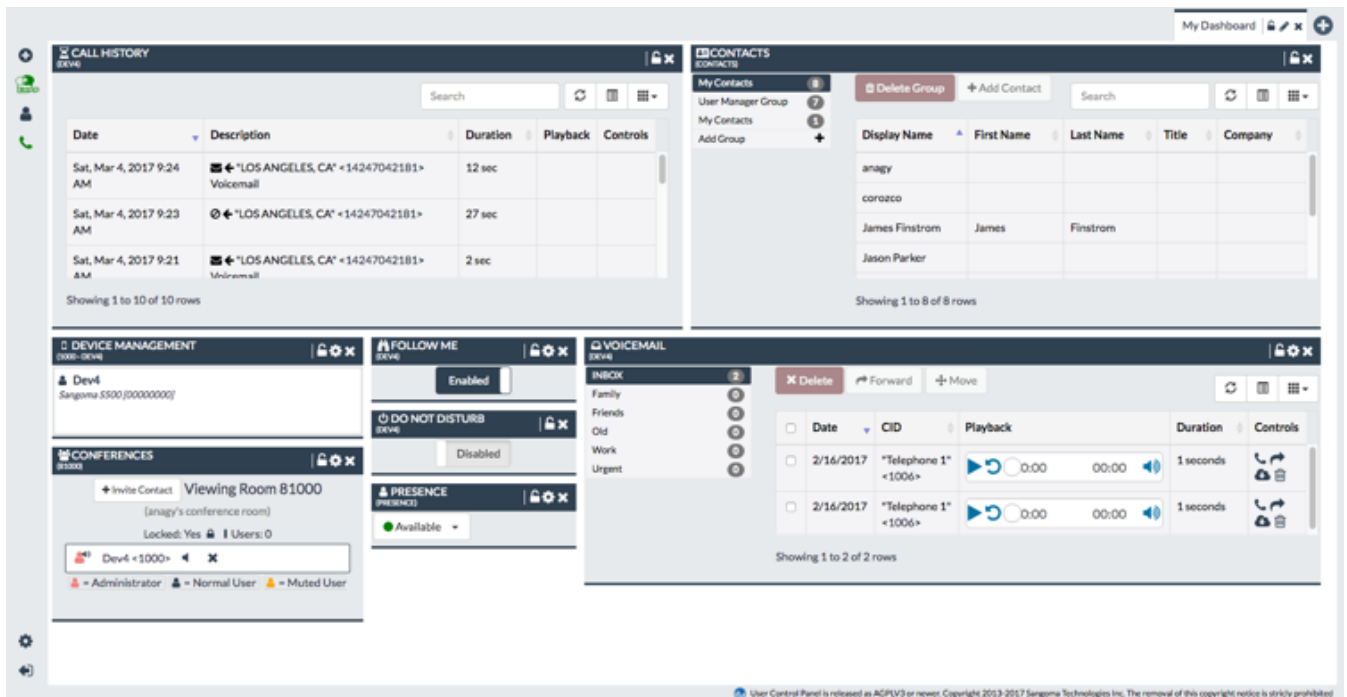 My Dashboard
CALL HISTORY
(DEV4)
Search
Date Description Duration Playback Controls
Sat, Mar 4, 2017 9:24 AM "LOS ANGELES, CA" <14247042181> Voicemail 12 sec
Sat, Mar 4, 2017 9:23 AM "LOS ANGELES, CA" <14247042181> 27 sec
Sat, Mar 4, 2017 9:21 AM "LOS ANGELES, CA" <14247042181> Voicemail 2 sec
Showing 1 to 10 of 10 rows
CONTACTS
(CONTACTS)
My Contacts 8
User Manager Group 7
My Contacts 1
Add Group
Delete Group + Add Contact Search
Display Name First Name Last Name Title Company
anagy
corozco
James Finstrom James Finstrom
Jason Parker
Showing 1 to 8 of 8 rows
DEVICE MANAGEMENT
(1000 - DEV4)
Dev4
Sangoma S500 [00000000]
CONFERENCES
(81000)
+ Invite Contact Viewing Room 81000
(anagy's conference room)
Locked: Yes Users: 0
Dev4 <1000>
= Administrator = Normal User = Muted User
FOLLOW ME
(DEV4)
Enabled
DO NOT DISTURB
(DEV4)
Disabled
PRESENCE
(PRESENCE)
Available
VOICEMAIL
(DEV4)
INBOX 2
Family 0
Friends 0
Old 0
Work 0
Urgent 0
Delete Forward Move
Date CID Playback Duration Controls
2/16/2017 "Telephone 1" <1006> 0:00 00:00 1 seconds
2/16/2017 "Telephone 1" <1006> 0:00 00:00 1 seconds
Showing 1 to 2 of 2 rows
User Control Panel is released as AGPLV3 or newer. Copyright 2013-2017 Sangoma Technologies Inc. The removal of this copyright notice is stricly prohibited